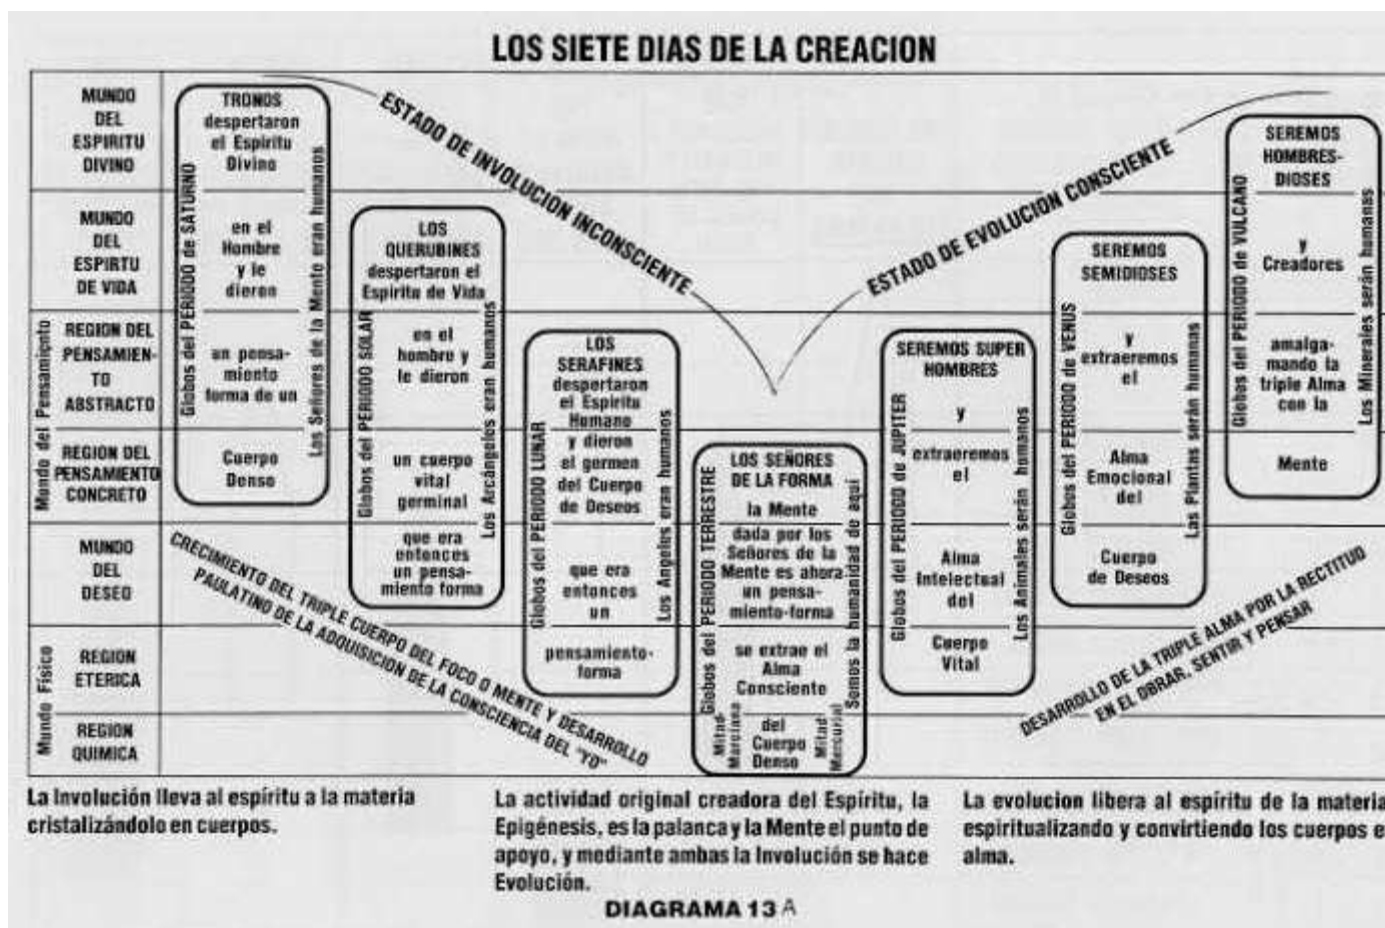 LOS SIETE DIAS DE LA CREACION
MUNDO
DEL
ESPIRITU
DIVINO
MUNDO
DEL
ESPIRTU
DE VIDA
Mundo del Pensamiento
REGION DEL
PENSAMIEN-
TO
ABSTRACTO
REGION DEL
PENSAMIENTO
CONCRETO
MUNDO
DEL
DESEO
Mundo Físico
REGION
ETERICA
REGION
QUIMICA
Globos del PERIODO de SATURNO
TRONOS
despertaron
el Espíritu
Divino
en el
Hombre
y le
dieron
un pensa-
miento
forma de un
Cuerpo
Denso
Los Señores de la Mente eran humanos
ESTADO DE INVOLUCION INCONSCIENTE
Globos del PERIODO SOLAR
LOS
QUERUBINES
despertaron el
Espíritu de Vida
en el
hombre y
le dieron
un cuerpo
vital
germinal
que era
entonces
un pensa-
miento forma
Los Arcángeles eran humanos
Globos del PERIODO LUNAR
LOS
SERAFINES
despertaron
el Espíritu
Humano
y dieron
el germen
del Cuerpo
de Deseos
que era
entonces
un
pensamiento-
forma
Los Angeles eran humanos
Globos del PERIODO TERRESTRE
LOS SEÑORES
DE LA FORMA
la Mente
dada por los
Señores de la
Mente es ahora
un pensa-
miento-forma
se extrae el
Alma
Consciente
del
Cuerpo
Denso
Mitad
Marciana
Mitad
Mercurial
Somos la humanidad de aquí
ESTADO DE EVOLUCION CONSCIENTE
Globos del PERIODO de JUPITER
SEREMOS SUPER
HOMBRES
y
extraeremos
el
Alma
Intelectual
del
Cuerpo
Vital
Los Animales serán humanos
Globos del PERIODO de VENUS
SEREMOS
SEMIDIOSES
y
extraeremos
el
Alma
Emocional
del
Cuerpo
de Deseos
Las Plantas serán humanas
Globos del PERIODO de VULCANO
SEREMOS
HOMBRES-
DIOSES
y
Creadores
amalga-
mando la
triple Alma
con la
Mente
Los Minerales serán humanas
CRECIMIENTO DEL TRIPLE CUERPO DEL FOCO O MENTE Y DESARROLLO
PAULATINO DE LA ADQUISICION DE LA CONSCIENCIA DEL "YO"
DESARROLLO DE LA TRIPLE ALMA POR LA RECTITUD
EN EL OBRAR, SENTIR Y PENSAR
La Involución lleva al espíritu a la materia
cristalizándolo en cuerpos.
La actividad original creadora del Espíritu, la
Epigénesis, es la palanca y la Mente el punto de
apoyo, y mediante ambas la Involución se hace
Evolución.
La evolucion libera al espíritu de la materia
espiritualizando y convirtiendo los cuerpos e
alma.
DIAGRAMA 13 A